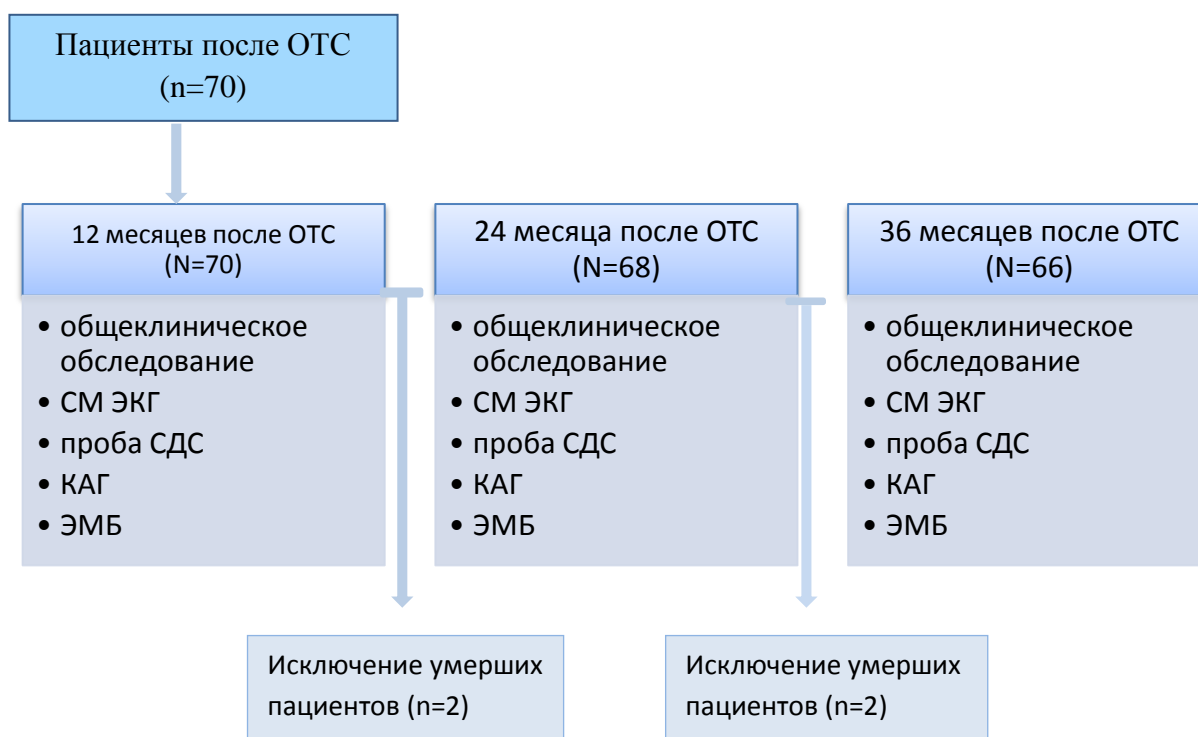 Пациенты после ОТС
(n=70)
12 месяцев после ОТС
(N=70)
• общеклиническое
обследование
• СМ ЭКГ
• проба СДС
• КАГ
• ЭМБ
24 месяца после ОТС
(N=68)
• общеклиническое
обследование
• СМ ЭКГ
• проба СДС
• КАГ
• ЭМБ
36 месяцев после ОТС
(N=66)
• общеклиническое
обследование
• СМ ЭКГ
• проба СДС
• КАГ
• ЭМБ
Исключение умерших
пациентов (n=2)
Исключение умерших
пациентов (n=2)